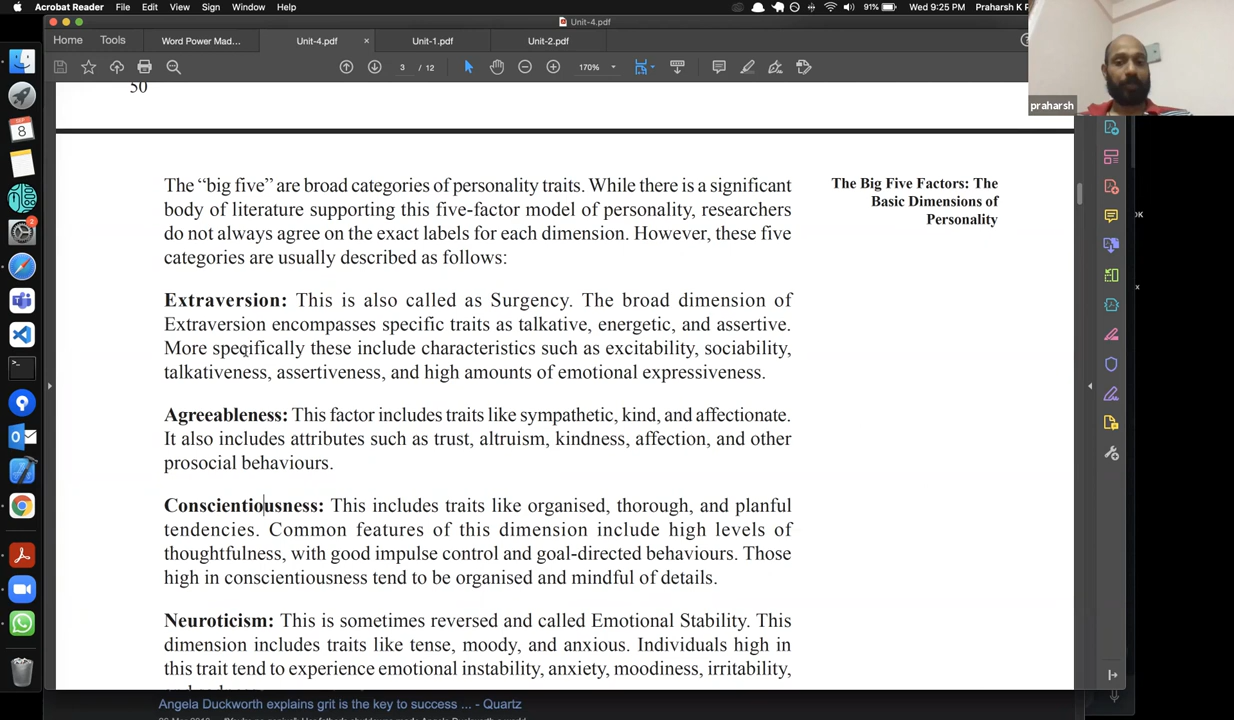 Acrobat Reader File Edit View Sign Window Help 91% Wed 9:25 PM Praharsh K P
Unit-4.pdf
Home Tools Word Power Mad... Unit-4.pdf × Unit-1.pdf Unit-2.pdf
3 / 12 170%
praharsh
50
8
2
The “big five” are broad categories of personality traits. While there is a significant
body of literature supporting this five-factor model of personality, researchers
do not always agree on the exact labels for each dimension. However, these five
categories are usually described as follows:
The Big Five Factors: The
Basic Dimensions of
Personality
Extraversion: This is also called as Surgency. The broad dimension of
Extraversion encompasses specific traits as talkative, energetic, and assertive.
More specifically these include characteristics such as excitability, sociability,
talkativeness, assertiveness, and high amounts of emotional expressiveness.
Agreeableness: This factor includes traits like sympathetic, kind, and affectionate.
It also includes attributes such as trust, altruism, kindness, affection, and other
prosocial behaviours.
Conscientiousness: This includes traits like organised, thorough, and planful
tendencies. Common features of this dimension include high levels of
thoughtfulness, with good impulse control and goal-directed behaviours. Those
high in conscientiousness tend to be organised and mindful of details.
Neuroticism: This is sometimes reversed and called Emotional Stability. This
dimension includes traits like tense, moody, and anxious. Individuals high in
this trait tend to experience emotional instability, anxiety, moodiness, irritability,
Angela Duckworth explains grit is the key to success ... - Quartz